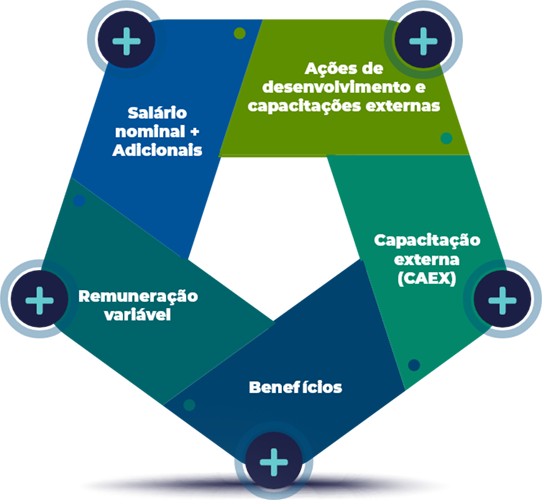 Ações de
desenvolvimento e
capacitações externas
Salário
nominal +
Adicionais
Capacitação
externa
(CAEX)
Remuneração
variável
Benefícios